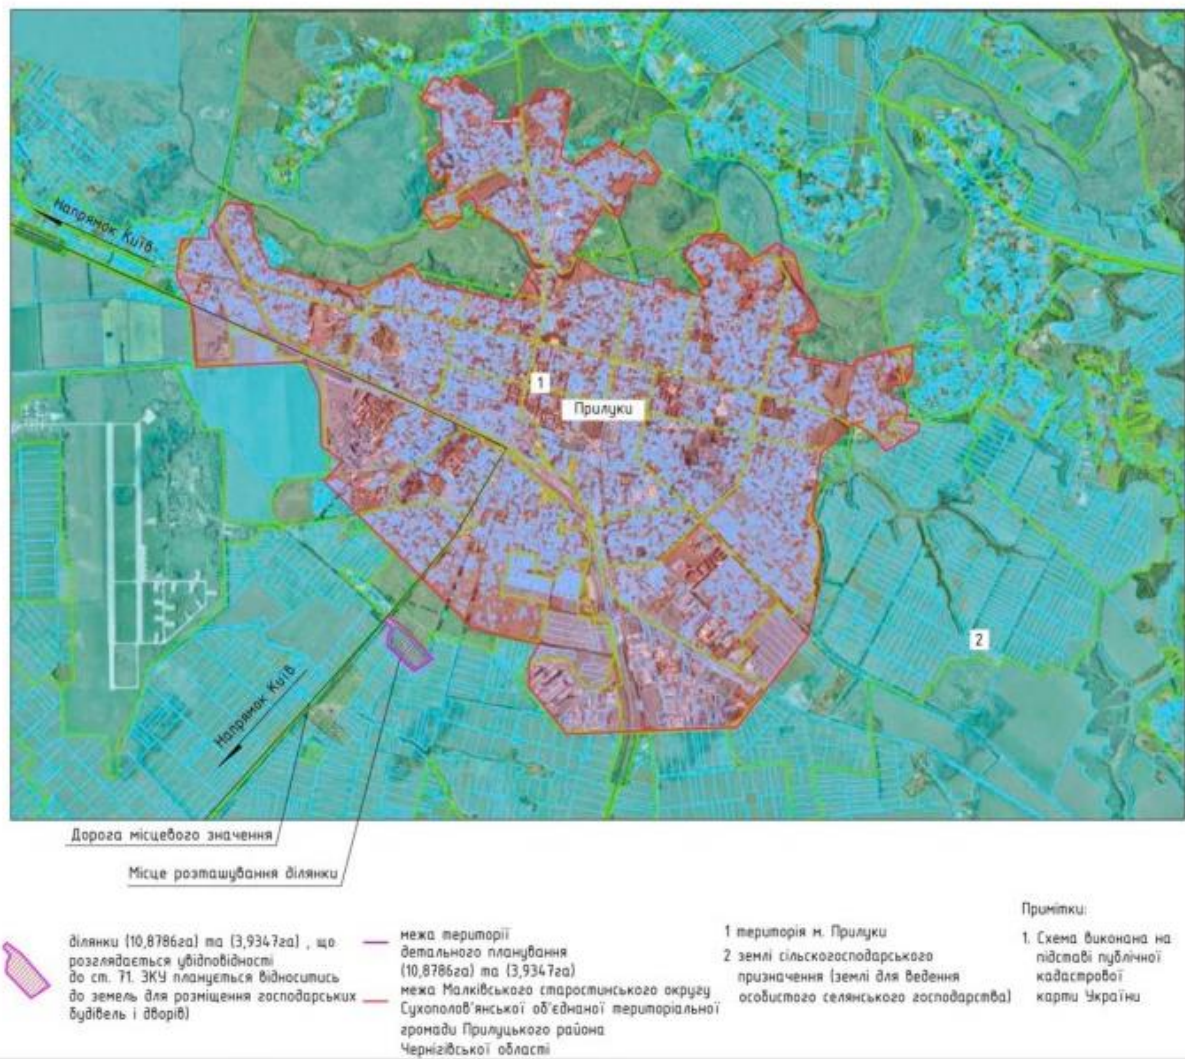 Напрямок Київ
1
Прилуки
2
Напрямок Київ
Дорога місцевого значення
Місце розташування ділянки
ділянки (10,8786га) та (3,9347га) , що
розглядається увідповідності
до ст. 71. ЗКУ планується відноситись
до земель для розміщення господарських
будівель і дворів)
межа території
детального планування
(10,8786га) та (3,9347га)
межа Малківського старостинського округу
Сухополов'янської об'єднаної територіальної
громади Прилуцького района
Чернігівської області
1 територія м. Прилуки
2 землі сільскогосподарського
призначення (землі для ведення
особистого селянського господарства)
Примітки:
1. Схема виконана на
підставі публічної
кадастрової
карти України